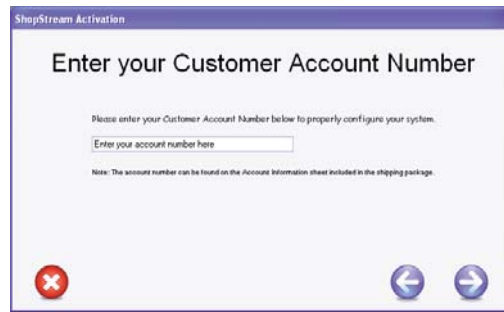 ShopStream Activation
Enter your Customer Account Number
Please enter your Customer Account Number below to properly configure your system.
Enter your account number here
Note: The account number can be found on the Account Information sheet included in the shipping package.